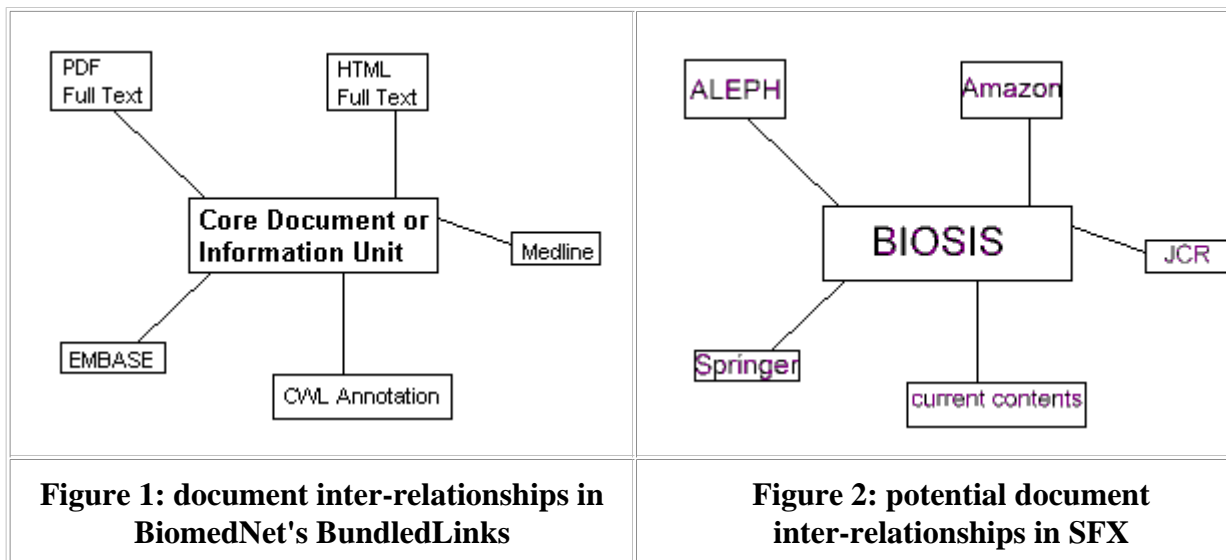 PDF
Full Text
HTML
Full Text
Core Document or
Information Unit
Medline
EMBASE
CWL Annotation
Figure 1: document inter-relationships in
BiomedNet's BundledLinks
ALEPH
Amazon
BIOSIS
JCR
Springer
current contents
Figure 2: potential document
inter-relationships in SFX